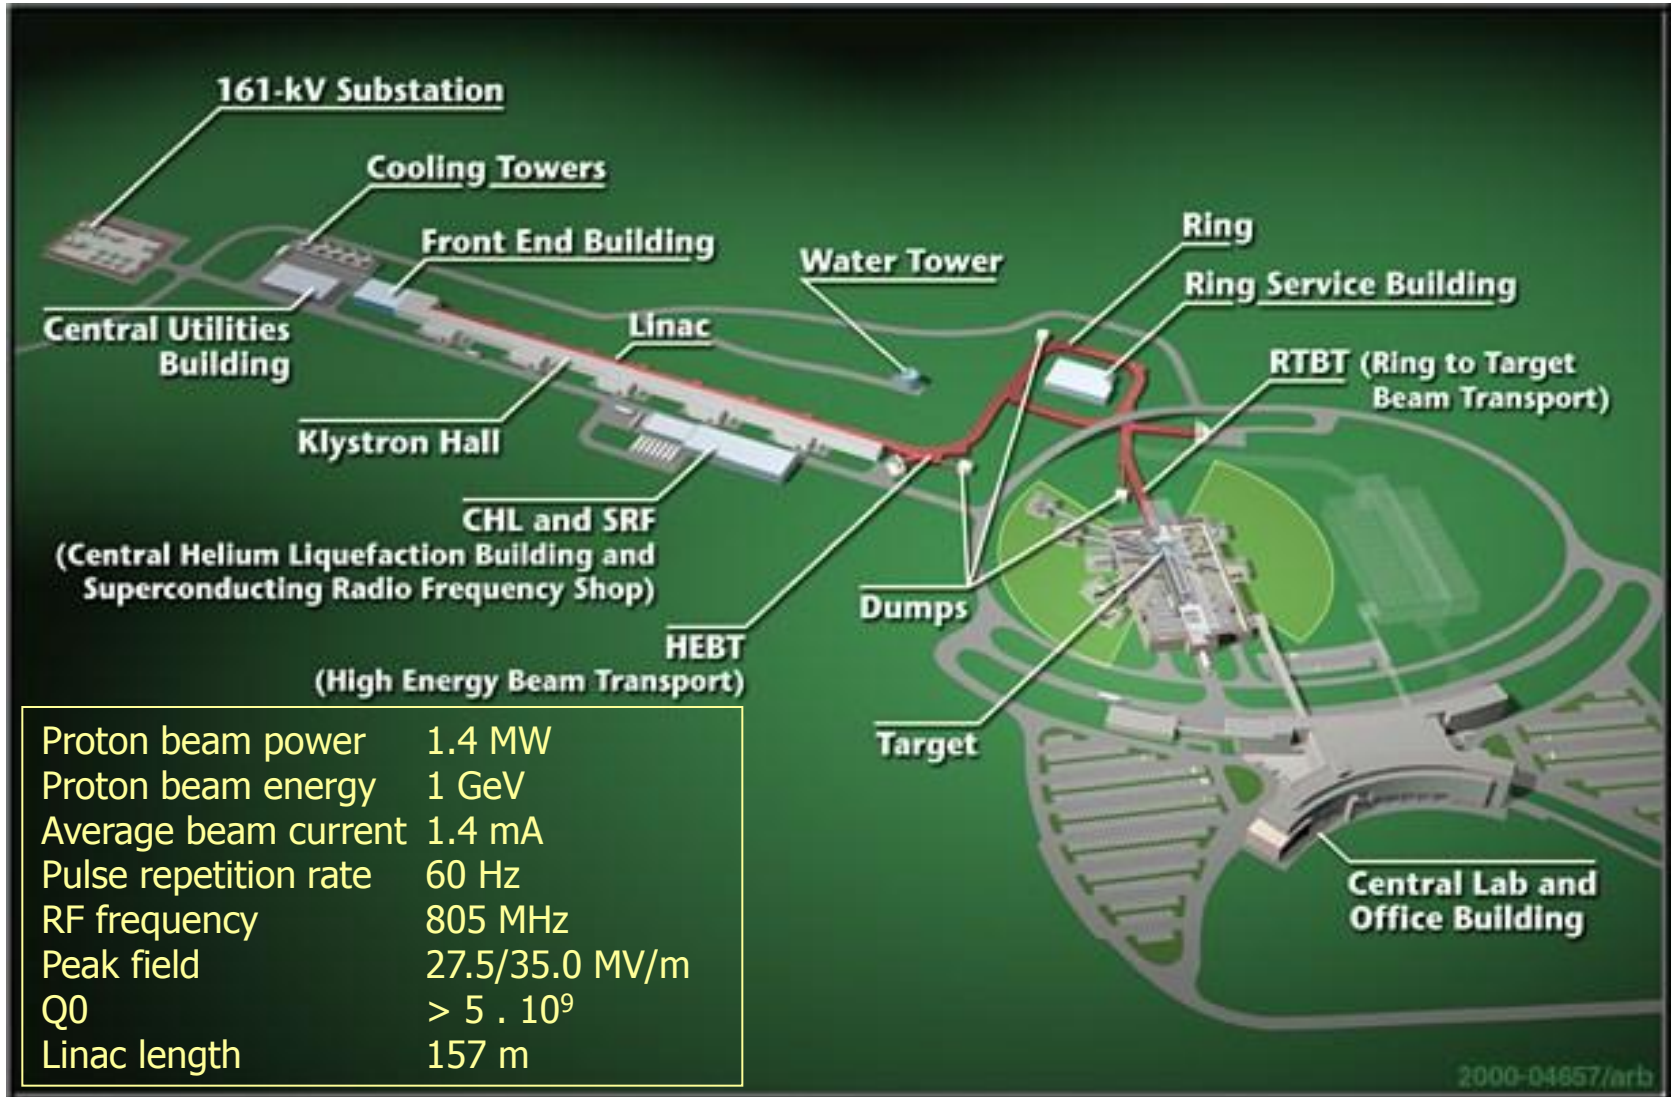 161-kV Substation
Cooling Towers
Front End Building
Central Utilities
Building
Linac
Water Tower
Ring
Ring Service Building
RTBT (Ring to Target
Beam Transport)
Klystron Hall
CHL and SRF
(Central Helium Liquefaction Building and
Superconducting Radio Frequency Shop)
HEBT
(High Energy Beam Transport)
Dumps
Target
Central Lab and
Office Building
Proton beam power 1.4 MW
Proton beam energy 1 GeV
Average beam current 1.4 mA
Pulse repetition rate 60 Hz
RF frequency 805 MHz
Peak field 27.5/35.0 MV/m
Q0 > 5 . 10⁹
Linac length 157 m
2000-04657/arb